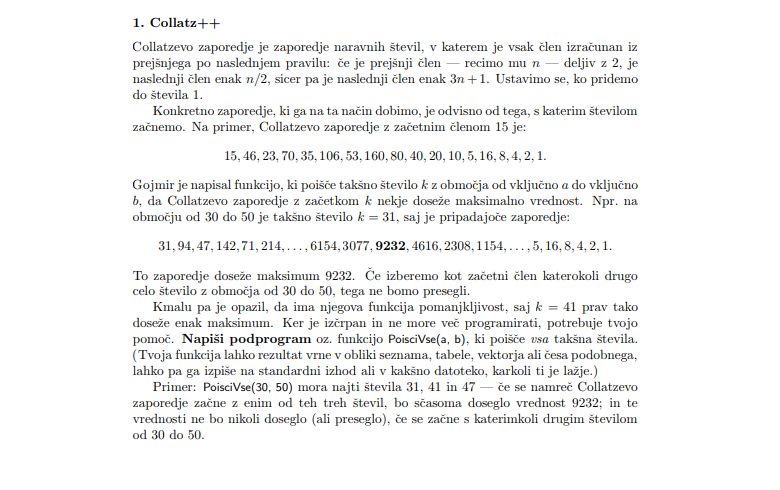 1. Collatz++
Collatzevo zaporedje je zaporedje naravnih števil, v katerem je vsak člen izračunan iz
prejšnjega po naslednjem pravilu: če je prejšnji člen — recimo mu n — deljiv z 2, je
naslednji člen enak n/2, sicer pa je naslednji člen enak 3n + 1. Ustavimo se, ko pridemo
do števila 1.
Konkretno zaporedje, ki ga na ta način dobimo, je odvisno od tega, s katerim številom
začnemo. Na primer, Collatzevo zaporedje z začetnim členom 15 je:
15, 46, 23, 70, 35, 106, 53, 160, 80, 40, 20, 10, 5, 16, 8, 4, 2, 1.
Gojmir je napisal funkcijo, ki poišče takšno število k z območja od vključno a do vključno
b, da Collatzevo zaporedje z začetkom k nekje doseže maksimalno vrednost. Npr. na
območju od 30 do 50 je takšno število k = 31, saj je pripadajoče zaporedje:
31, 94, 47, 142, 71, 214, . . . , 6154, 3077, 9232, 4616, 2308, 1154, . . . , 5, 16, 8, 4, 2, 1.
To zaporedje doseže maksimum 9232. Če izberemo kot začetni člen katerokoli drugo
celo število z območja od 30 do 50, tega ne bomo presegli.
Kmalu pa je opazil, da ima njegova funkcija pomanjkljivost, saj k = 41 prav tako
doseže enak maksimum. Ker je izčrpan in ne more več programirati, potrebuje tvojo
pomoč. Napiši podprogram oz. funkcijo PoisciVse(a, b), ki poišče vsa takšna števila.
(Tvoja funkcija lahko rezultat vrne v obliki seznama, tabele, vektorja ali česa podobnega,
lahko pa ga izpiše na standardni izhod ali v kakšno datoteko, karkoli ti je lažje.)
Primer: PoisciVse(30, 50) mora najti števila 31, 41 in 47 — če se namreč Collatzevo
zaporedje začne z enim od teh treh števil, bo sčasoma doseglo vrednost 9232; in te
vrednosti ne bo nikoli doseglo (ali preseglo), če se začne s katerimkoli drugim številom
od 30 do 50.